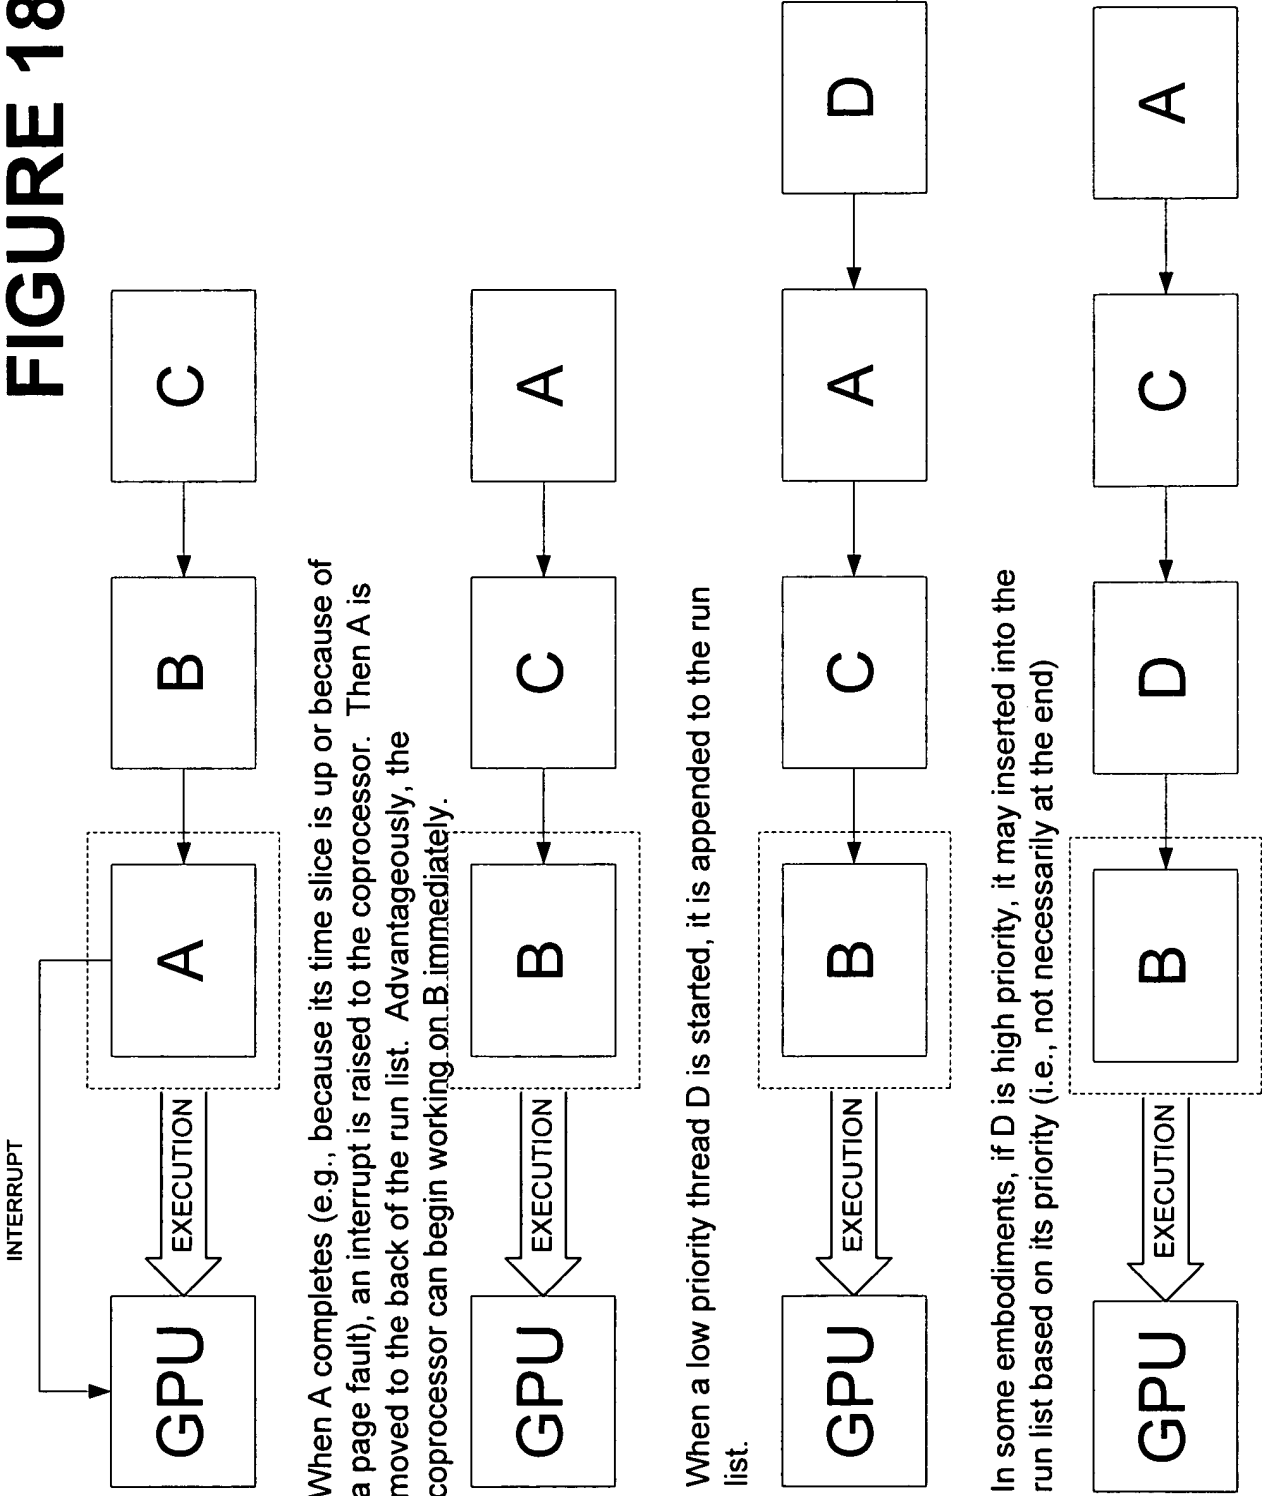 FIGURE 18
INTERRUPT
GPU
EXECUTION
A
B
C
When A completes (e.g., because its time slice is up or because of
a page fault), an interrupt is raised to the coprocessor. Then A is
moved to the back of the run list. Advantageously, the
coprocessor can begin working on B immediately.
GPU
EXECUTION
B
C
A
When a low priority thread D is started, it is appended to the run
list.
GPU
EXECUTION
B
C
A
D
In some embodiments, if D is high priority, it may inserted into the
run list based on its priority (i.e., not necessarily at the end)
GPU
EXECUTION
B
D
C
A